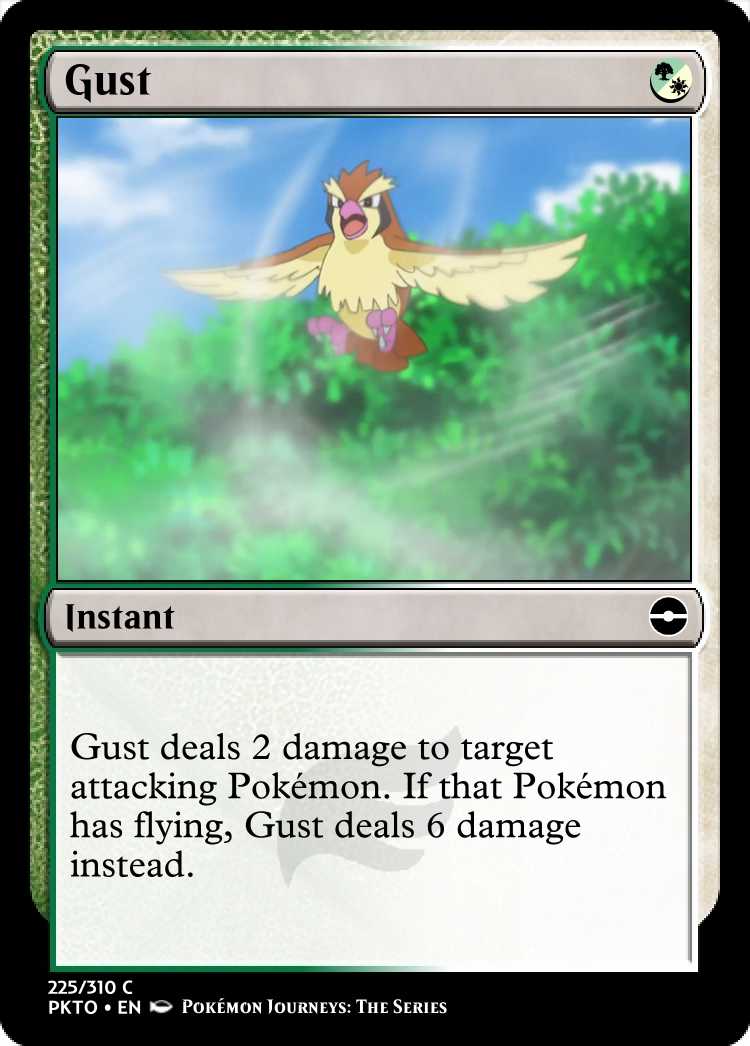 Gust
Instant
Gust deals 2 damage to target
attacking Pokémon. If that Pokémon
has flying, Gust deals 6 damage
instead.
225/310 C
PKTO • EN Pokémon Journeys: The Series